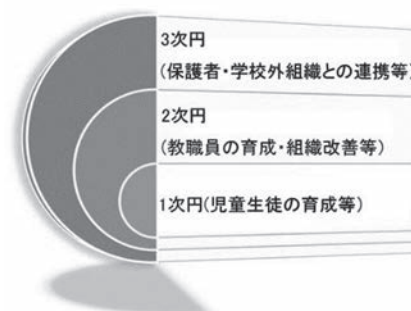 3次円
(保護者・学校外組織との連携等)
2次円
(教職員の育成・組織改善等)
1次円(児童生徒の育成等)